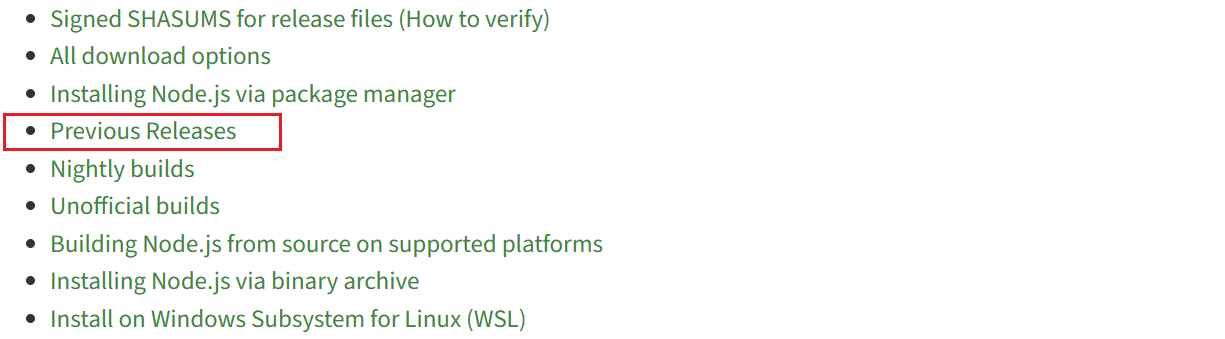 Signed SHASUMS for release files (How to verify)
All download options
Installing Node.js via package manager
Previous Releases
Nightly builds
Unofficial builds
Building Node.js from source on supported platforms
Installing Node.js via binary archive
Install on Windows Subsystem for Linux (WSL)